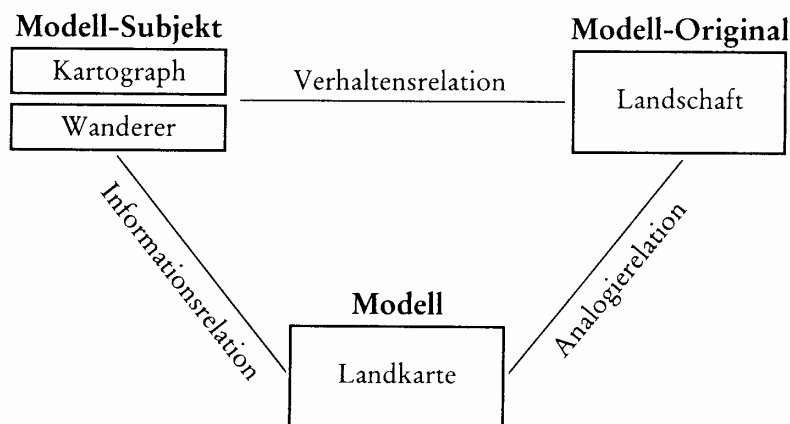 Modell-Subjekt
Modell-Original
Kartograph
Wanderer
Verhaltensrelation
Landschaft
Informationsrelation
Analogierelation
Modell
Landkarte